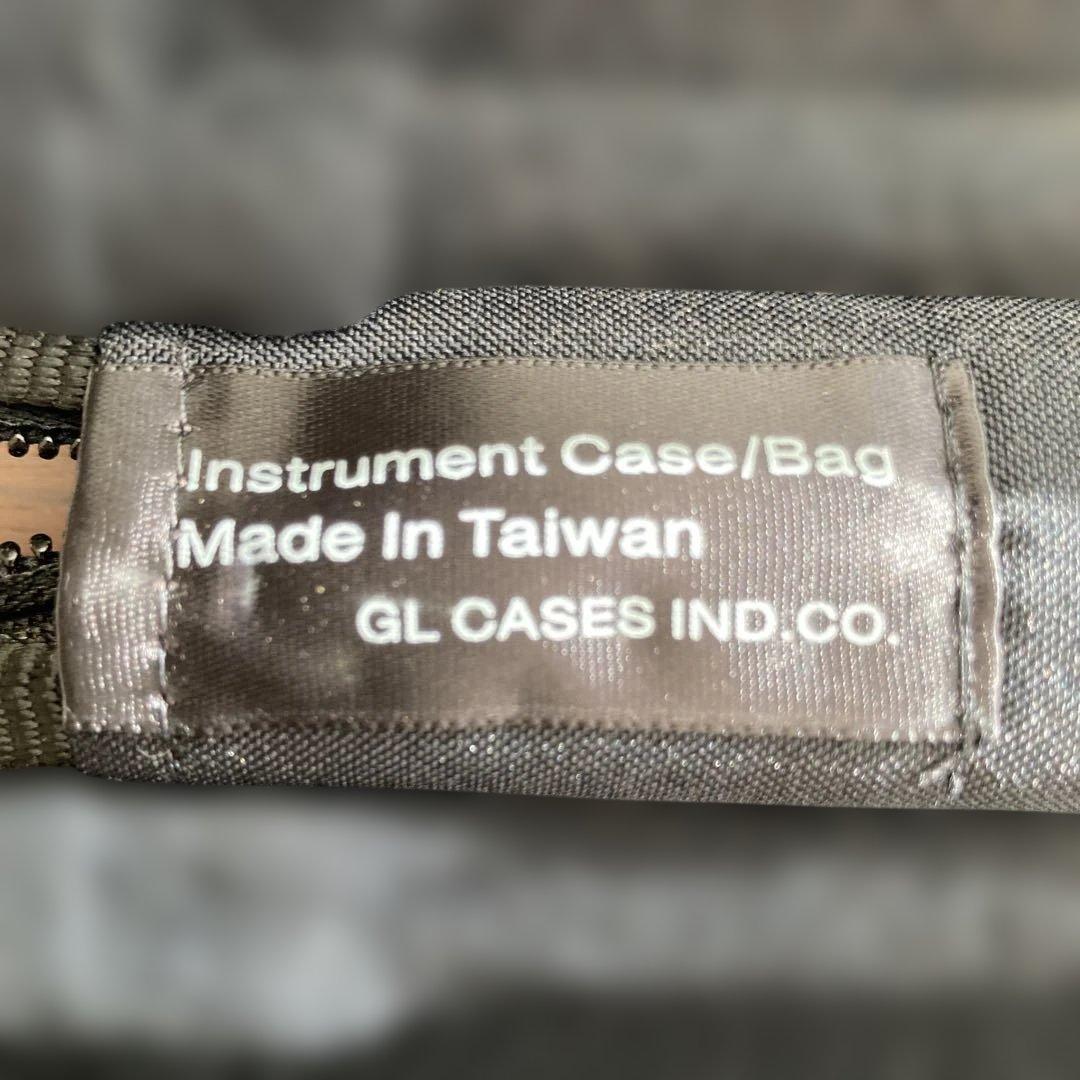 Instrument Case/Bag
Made In Taiwan
GL CASES IND.CO.